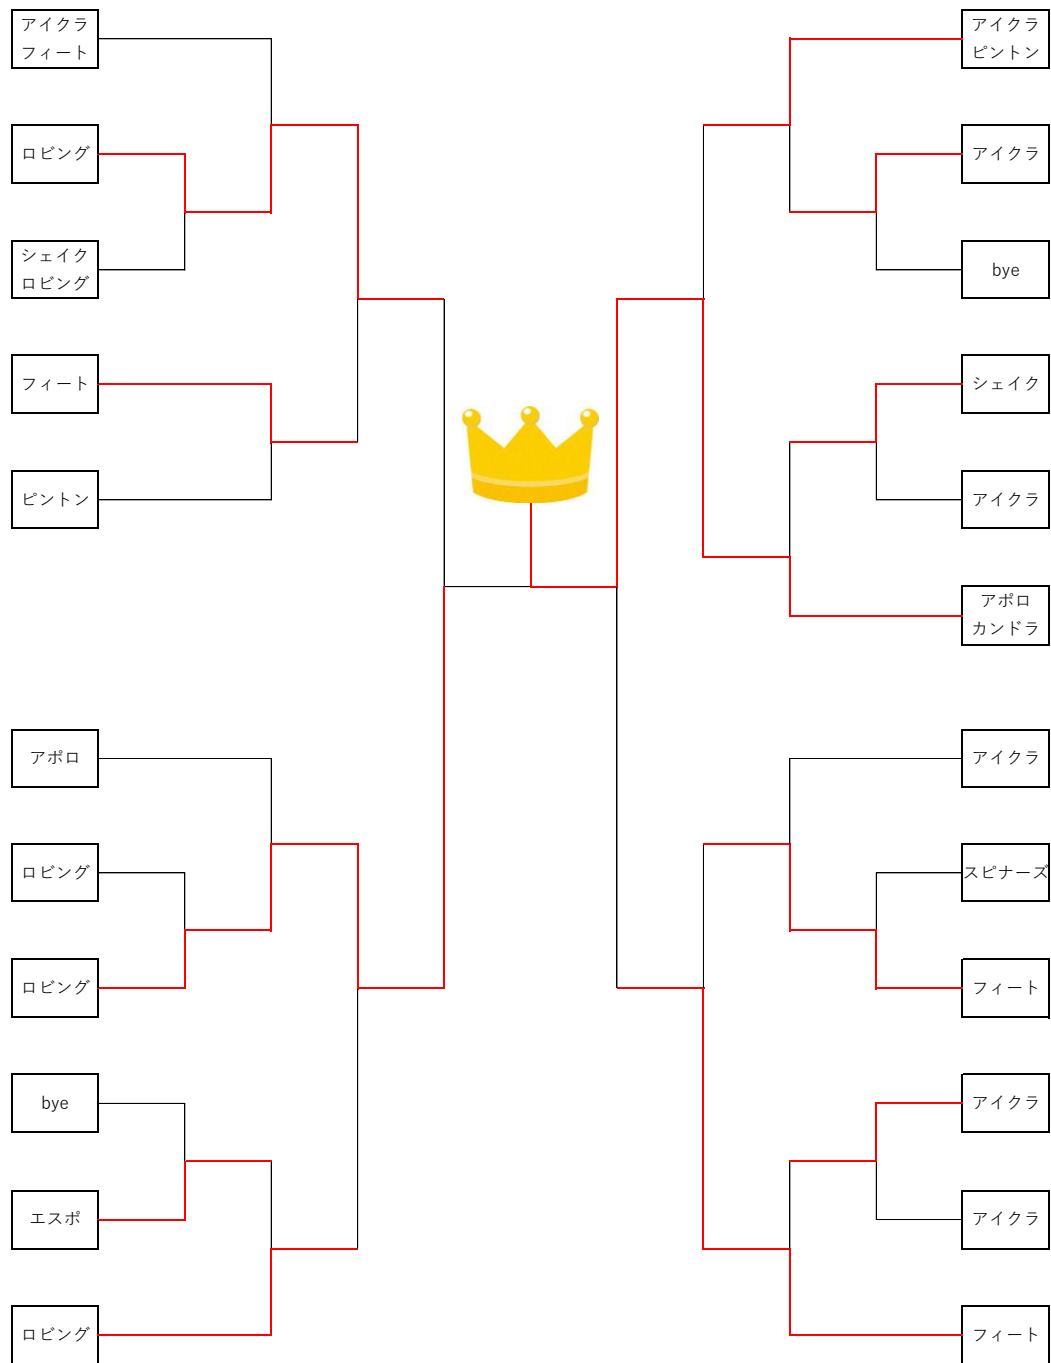 アイクラ
フィート
ロビング
シェイク
ロビング
フィート
ピントン
アポロ
ロビング
ロビング
bye
エスポ
ロビング
アイクラ
ピントン
アイクラ
bye
シェイク
アイクラ
アポロ
カンドラ
アイクラ
スピナーズ
フィート
アイクラ
アイクラ
フィート